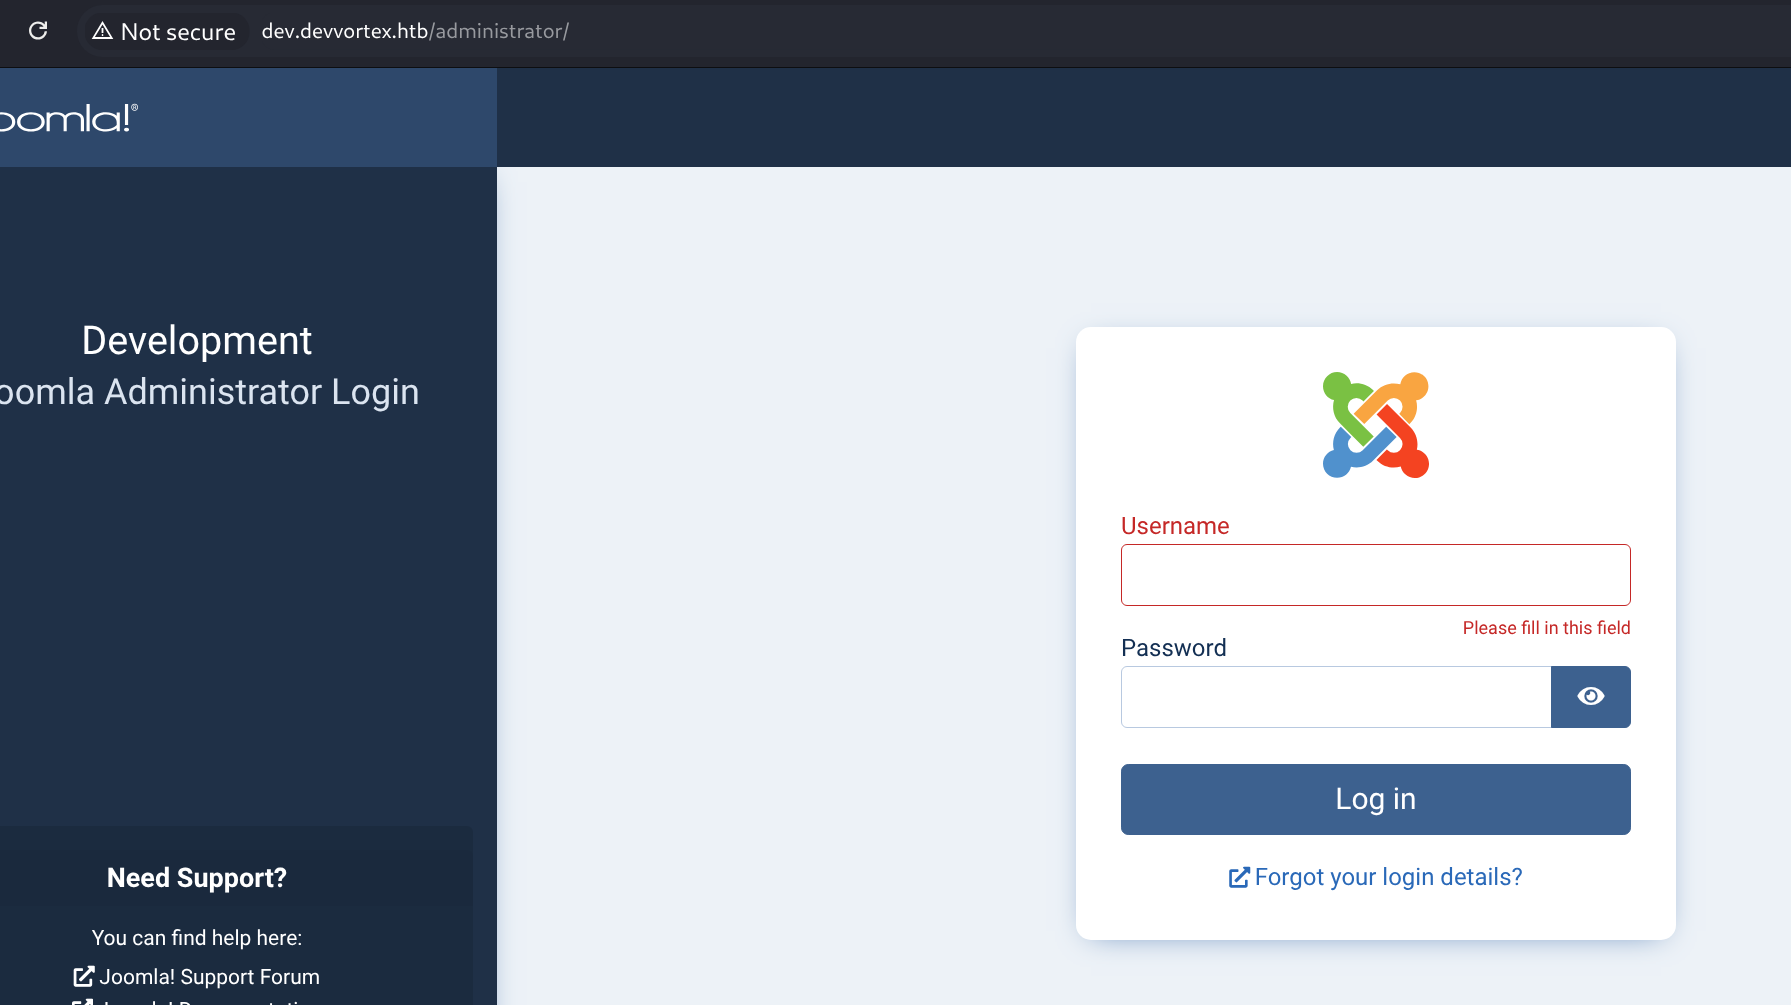 Not secure dev.devvortex.htb/administrator/
oomla!®
Development
oomla Administrator Login
Need Support?
You can find help here:
Joomla! Support Forum
Username
Please fill in this field
Password
Log in
Forgot your login details?